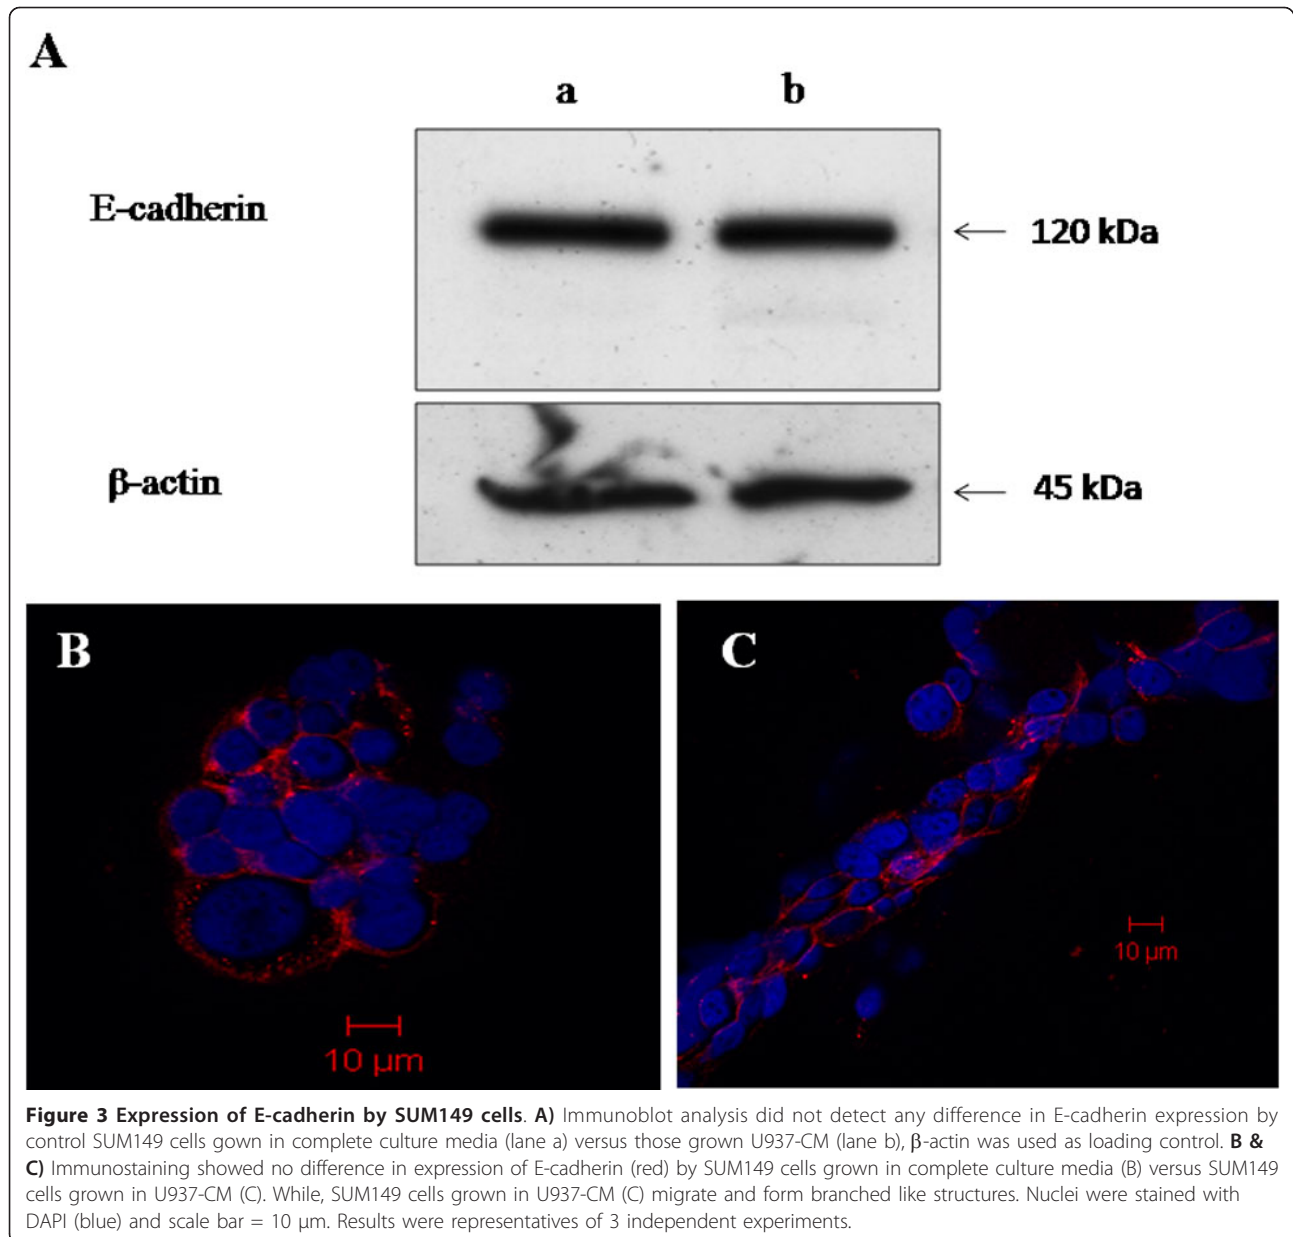 A
a b
E-cadherin
120 kDa
β-actin
45 kDa
B
10 µm
C
10 µm
Figure 3 Expression of E-cadherin by SUM149 cells. A) Immunoblot analysis did not detect any difference in E-cadherin expression by
control SUM149 cells gown in complete culture media (lane a) versus those grown U937-CM (lane b), β-actin was used as loading control. B &
C) Immunostaining showed no difference in expression of E-cadherin (red) by SUM149 cells grown in complete culture media (B) versus SUM149
cells grown in U937-CM (C). While, SUM149 cells grown in U937-CM (C) migrate and form branched like structures. Nuclei were stained with
DAPI (blue) and scale bar = 10 µm. Results were representatives of 3 independent experiments.